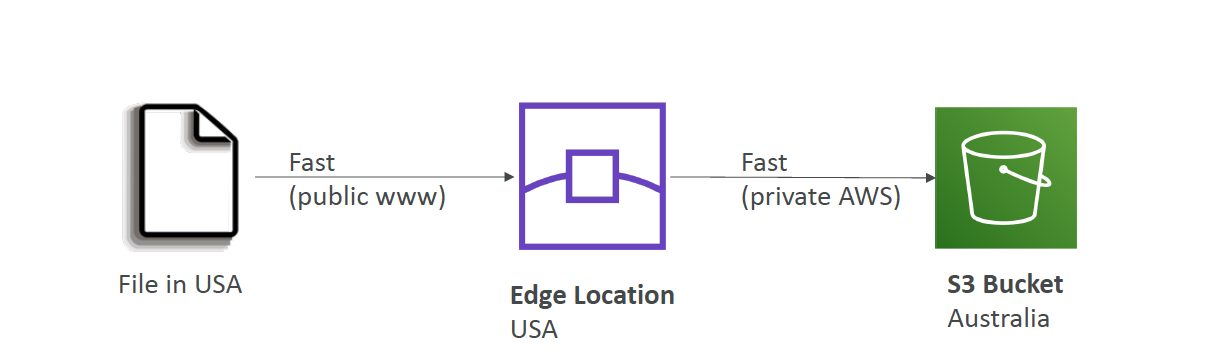 Fast
(public www)
Fast
(private AWS)
File in USA
Edge Location
USA
S3 Bucket
Australia